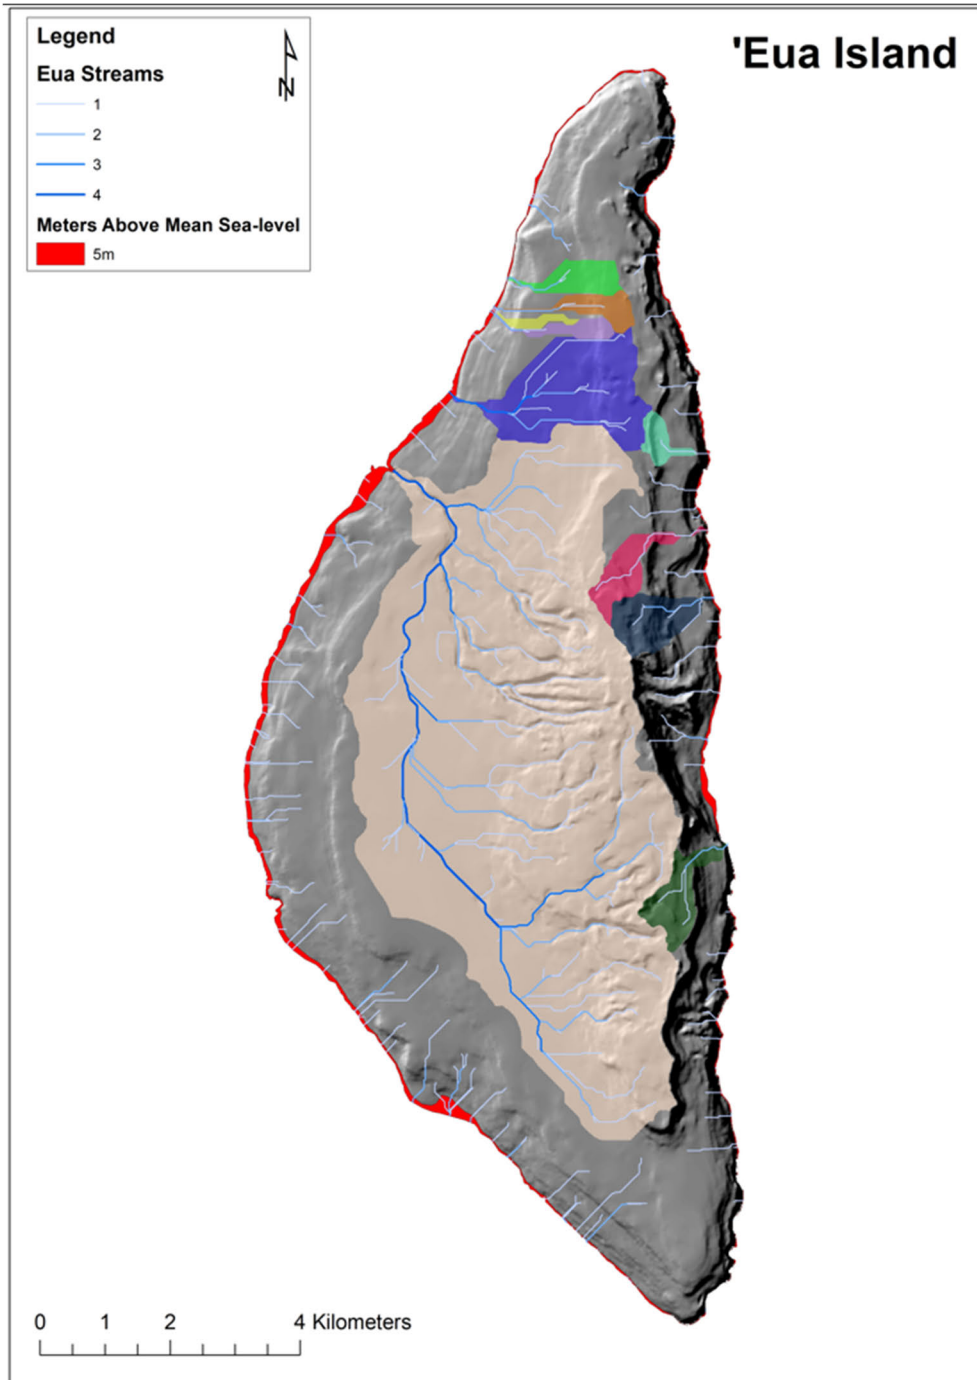 Legend
N
Eua Streams
1
2
3
4
Meters Above Mean Sea-level
5m
'Eua Island
0 1 2 4 Kilometers